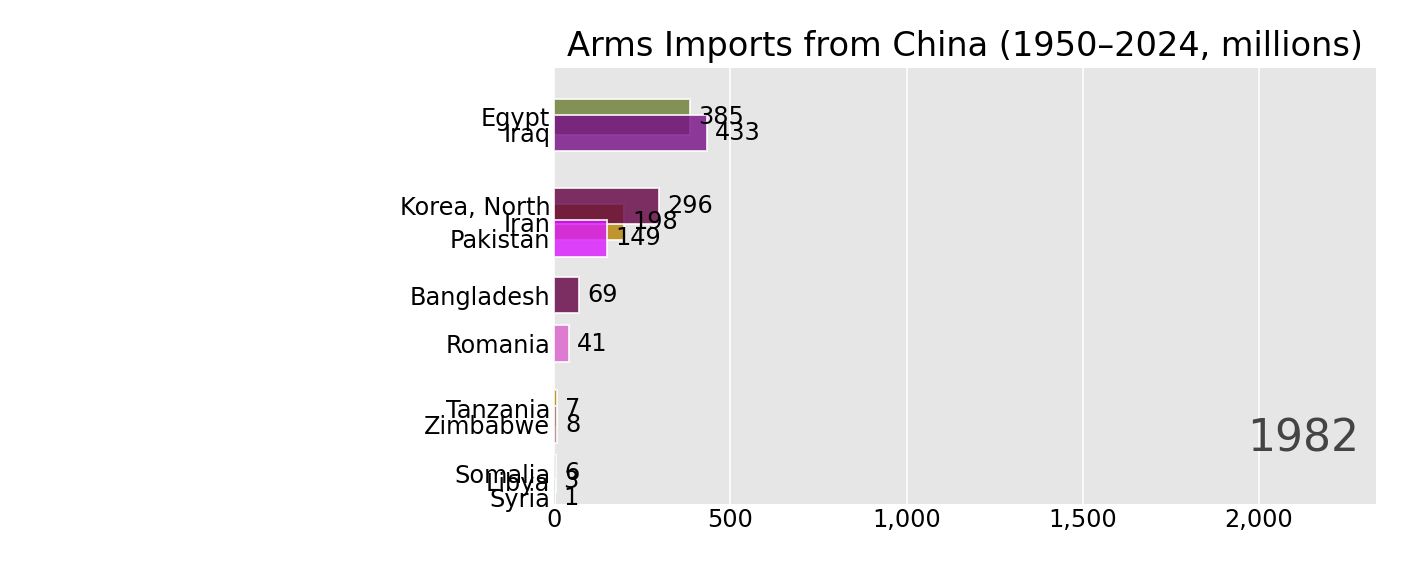 Arms Imports from China (1950–2024, millions)
Egypt 385
Iraq 433
Korea, North 296
Iran 198
Pakistan 149
Bangladesh 69
Romania 41
Tanzania 7
Zimbabwe 8
1982
Somalia 6
Libya 3
Syria 1
0 500 1,000 1,500 2,000